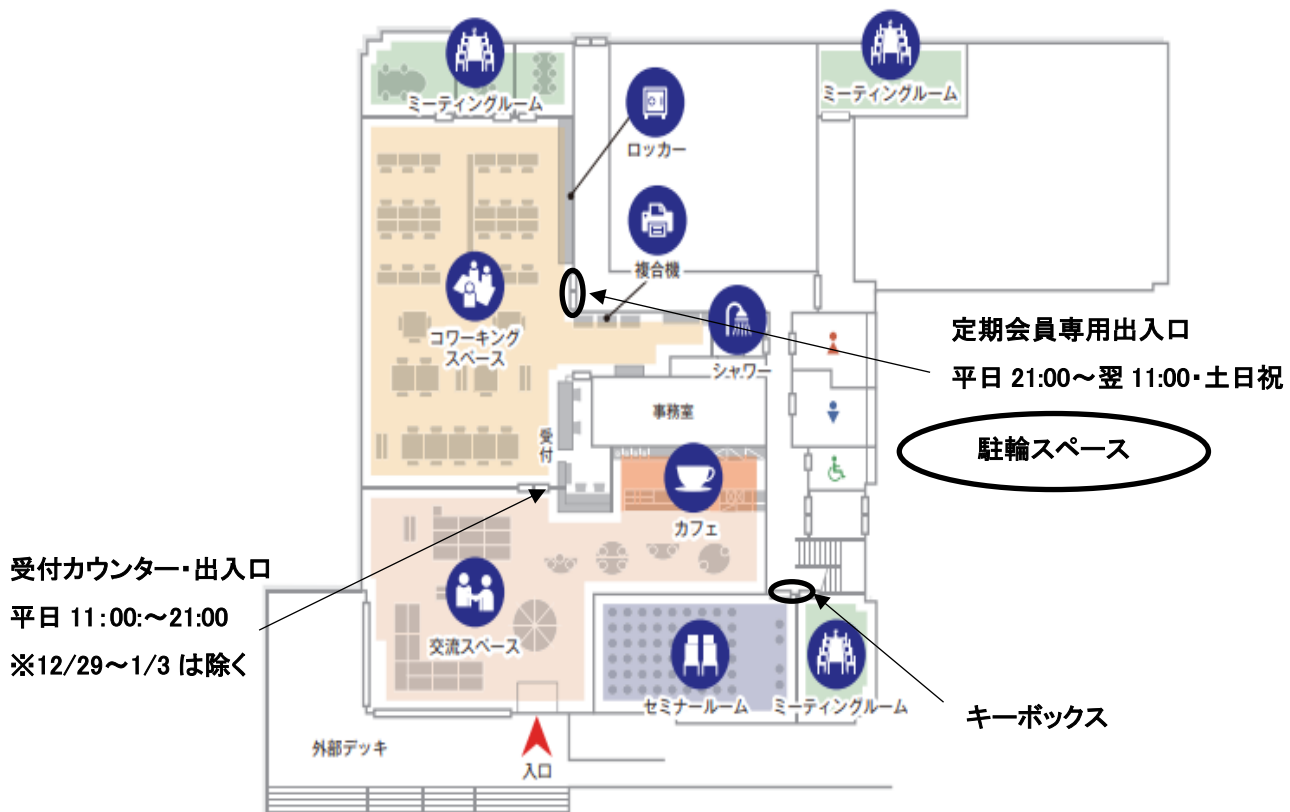 ミーティングルーム
ミーティングルーム
ロッカー
複合機
コワーキング
スペース
シャワー
定期会員専用出入口
平日 21:00～翌 11:00・土日祝
事務室
駐輪スペース
受付
カフェ
受付カウンター・出入口
平日 11:00:～21:00
※12/29～1/3 は除く
交流スペース
セミナールーム
ミーティングルーム
キーボックス
外部デッキ
入口